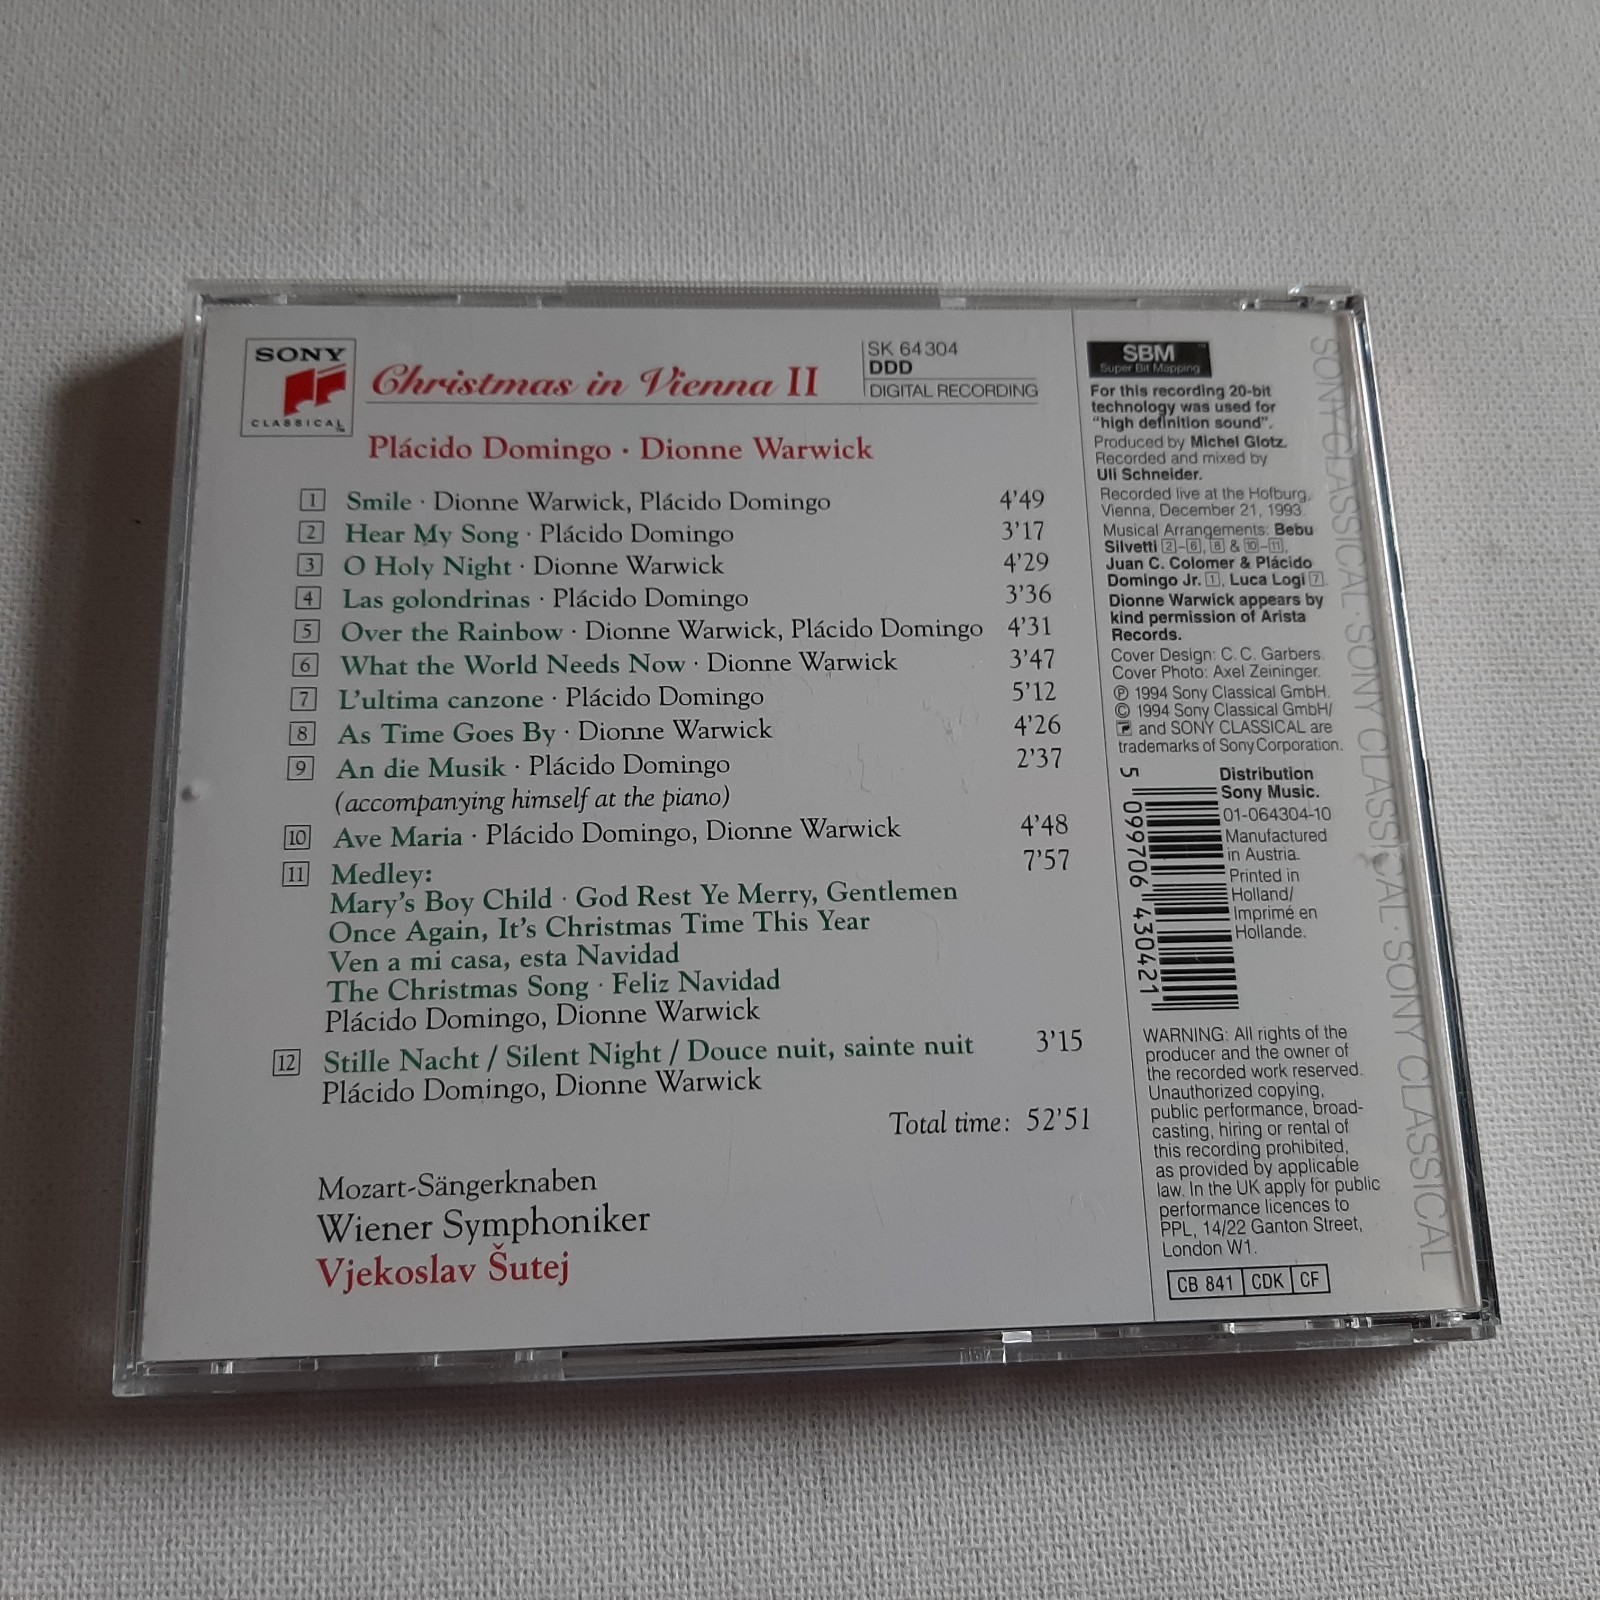 SONY
CLASSICAL™
Christmas in Vienna II
SK 64304
DDD
DIGITAL RECORDING
Plácido Domingo · Dionne Warwick
1 Smile · Dionne Warwick, Plácido Domingo 4'49
2 Hear My Song · Plácido Domingo 3'17
3 O Holy Night · Dionne Warwick 4'29
4 Las golondrinas · Plácido Domingo 3'36
5 Over the Rainbow · Dionne Warwick, Plácido Domingo 4'31
6 What the World Needs Now · Dionne Warwick 3'47
7 L'ultima canzone · Plácido Domingo 5'12
8 As Time Goes By · Dionne Warwick 4'26
9 An die Musik · Plácido Domingo 2'37
(accompanying himself at the piano)
10 Ave Maria · Plácido Domingo, Dionne Warwick 4'48
11 Medley: 7'57
Mary's Boy Child · God Rest Ye Merry, Gentlemen
Once Again, It's Christmas Time This Year
Ven a mi casa, esta Navidad
The Christmas Song · Feliz Navidad
Plácido Domingo, Dionne Warwick
12 Stille Nacht / Silent Night / Douce nuit, sainte nuit 3'15
Plácido Domingo, Dionne Warwick
Total time: 52'51
Mozart-Sängerknaben
Wiener Symphoniker
Vjekoslav Šutej
SBM™
Super Bit Mapping
For this recording 20-bit
technology was used for
"high definition sound".
Produced by Michel Glotz.
Recorded and mixed by
Uli Schneider.
Recorded live at the Hofburg,
Vienna, December 21, 1993.
Musical Arrangements: Bebu
Silvetti 2-6, 8 & 10-11,
Juan C. Colomer & Plácido
Domingo Jr. 1, Luca Logi 7.
Dionne Warwick appears by
kind permission of Arista
Records.
Cover Design: C. C. Garbers.
Cover Photo: Axel Zeininger.
℗ 1994 Sony Classical GmbH.
© 1994 Sony Classical GmbH/
and SONY CLASSICAL are
trademarks of Sony Corporation.
5 099706 430421
Distribution
Sony Music.
01-064304-10
Manufactured
in Austria.
Printed in
Holland/
Imprimé en
Hollande.
WARNING: All rights of the
producer and the owner of
the recorded work reserved.
Unauthorized copying,
public performance, broad-
casting, hiring or rental of
this recording prohibited,
as provided by applicable
law. In the UK apply for public
performance licences to
PPL, 14/22 Ganton Street,
London W1.
CB 841 CDK CF
SONY CLASSICAL · SONY CLASSICAL · SONY CLASSICAL